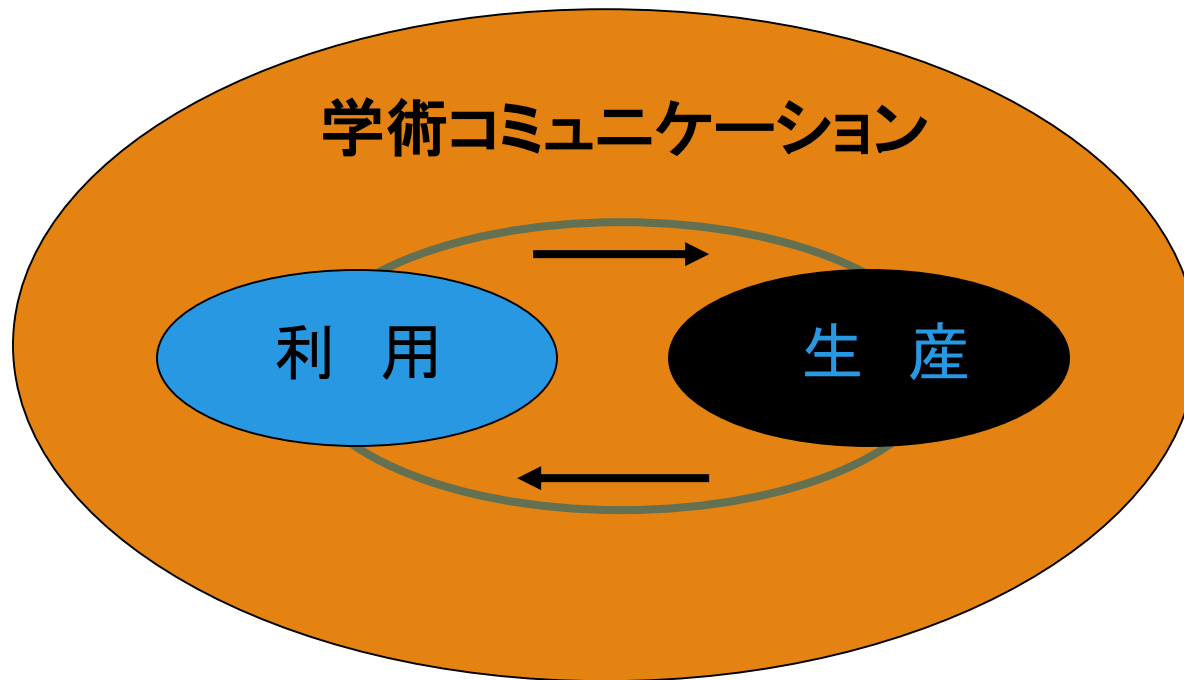 学術コミュニケーション
利　用
生　産